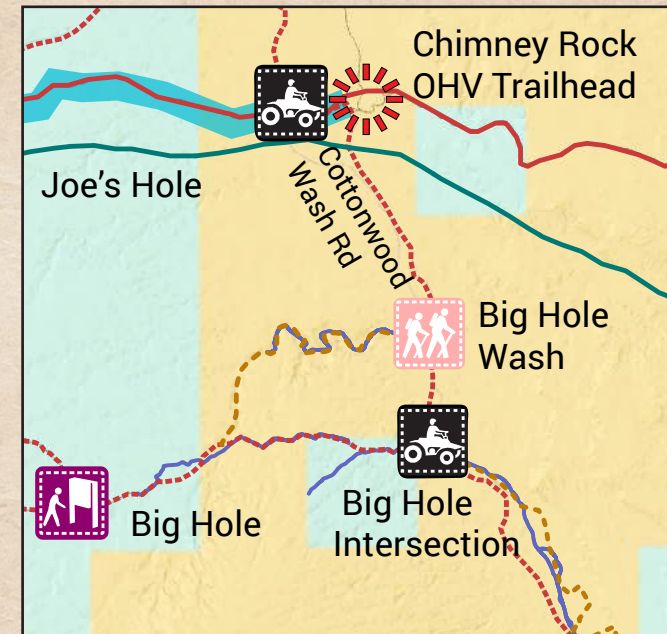 Chimney Rock
OHV Trailhead
Joe's Hole
Cottonwood
Wash Rd
Big Hole
Wash
Big Hole
Big Hole
Intersection